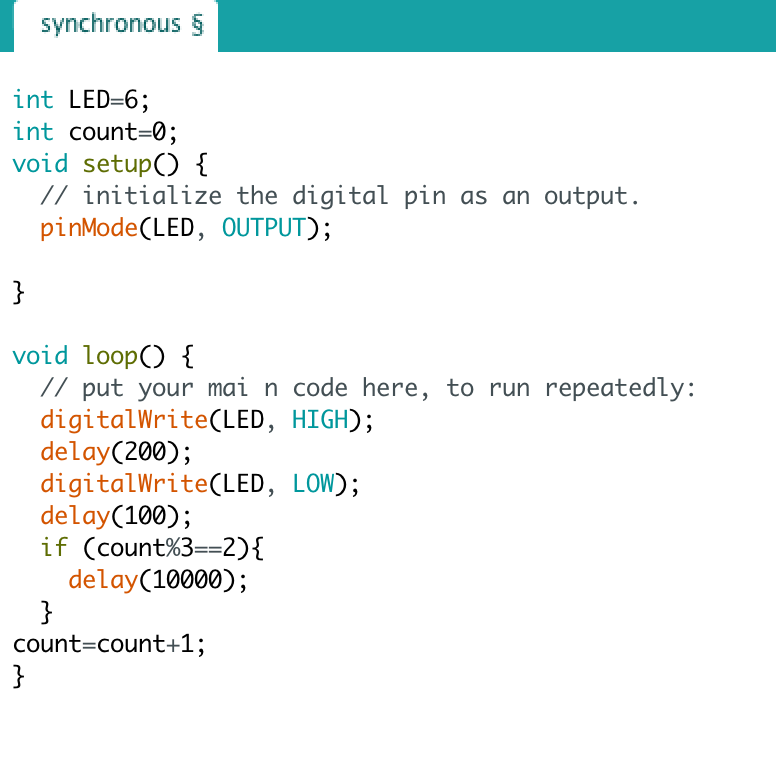 synchronous §
int LED=6;
int count=0;
void setup() {
  // initialize the digital pin as an output.
  pinMode(LED, OUTPUT);
}
void loop() {
  // put your mai n code here, to run repeatedly:
  digitalWrite(LED, HIGH);
  delay(200);
  digitalWrite(LED, LOW);
  delay(100);
  if (count%3==2){
    delay(10000);
  }
count=count+1;
}